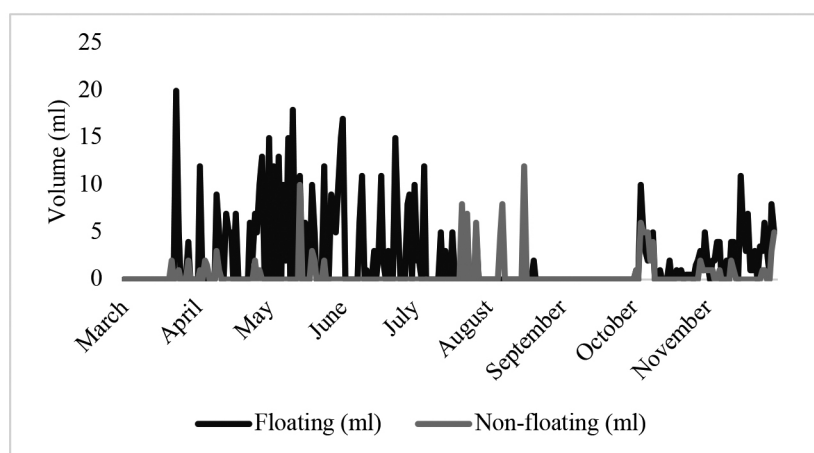 25
20
15
10
5
0
Volume (ml)
March
April
May
June
July
August
September
October
November
Floating (ml)
Non-floating (ml)